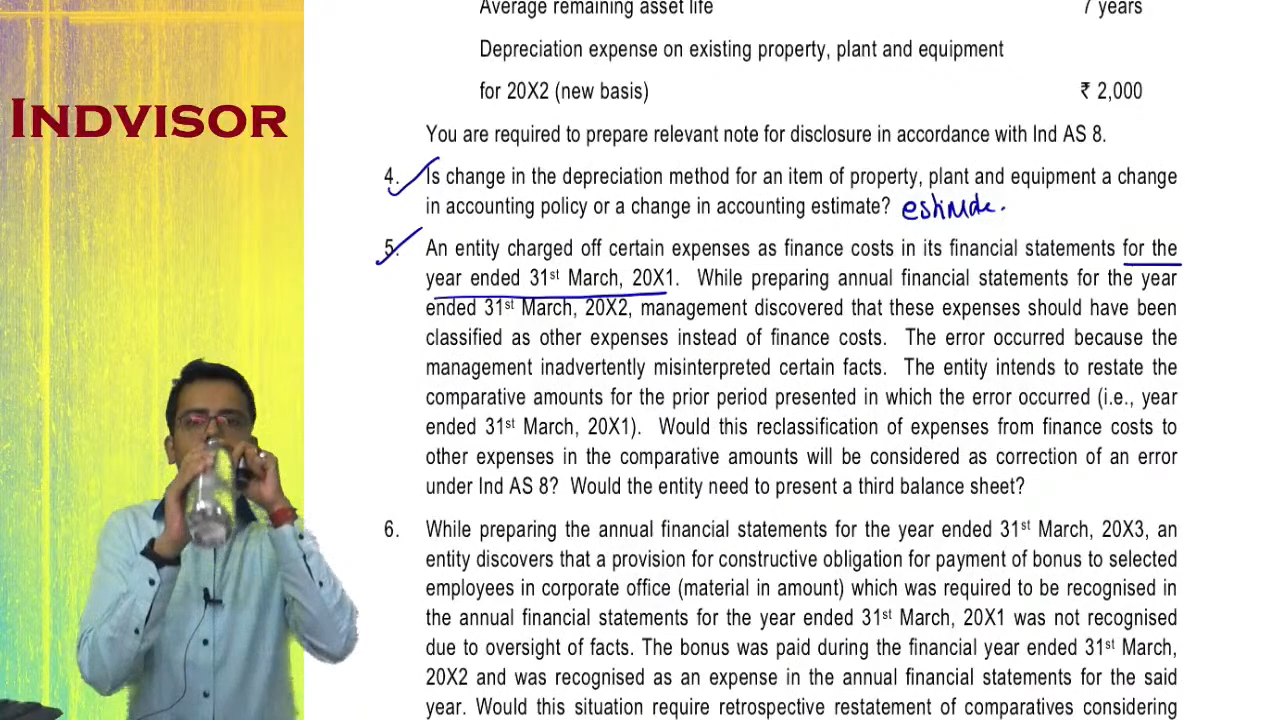 INDVISOR
Average remaining asset life 7 years
Depreciation expense on existing property, plant and equipment
for 20X2 (new basis) ₹ 2,000
You are required to prepare relevant note for disclosure in accordance with Ind AS 8.
4. Is change in the depreciation method for an item of property, plant and equipment a change
in accounting policy or a change in accounting estimate? estimate.
5. An entity charged off certain expenses as finance costs in its financial statements for the
year ended 31st March, 20X1. While preparing annual financial statements for the year
ended 31st March, 20X2, management discovered that these expenses should have been
classified as other expenses instead of finance costs. The error occurred because the
management inadvertently misinterpreted certain facts. The entity intends to restate the
comparative amounts for the prior period presented in which the error occurred (i.e., year
ended 31st March, 20X1). Would this reclassification of expenses from finance costs to
other expenses in the comparative amounts will be considered as correction of an error
under Ind AS 8? Would the entity need to present a third balance sheet?
6. While preparing the annual financial statements for the year ended 31st March, 20X3, an
entity discovers that a provision for constructive obligation for payment of bonus to selected
employees in corporate office (material in amount) which was required to be recognised in
the annual financial statements for the year ended 31st March, 20X1 was not recognised
due to oversight of facts. The bonus was paid during the financial year ended 31st March,
20X2 and was recognised as an expense in the annual financial statements for the said
year. Would this situation require retrospective restatement of comparatives considering